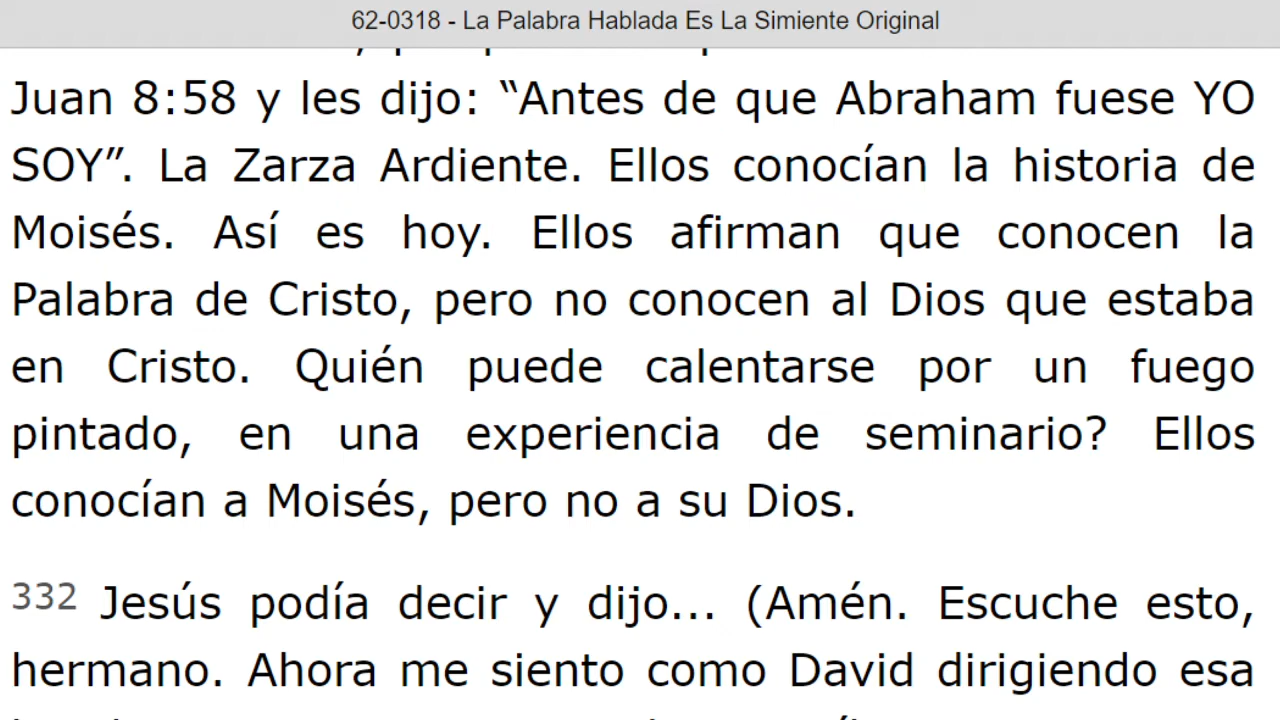 62-0318 - La Palabra Hablada Es La Simiente Original
Juan 8:58 y les dijo: “Antes de que Abraham fuese YO
SOY”. La Zarza Ardiente. Ellos conocían la historia de
Moisés. Así es hoy. Ellos afirman que conocen la
Palabra de Cristo, pero no conocen al Dios que estaba
en Cristo. Quién puede calentarse por un fuego
pintado, en una experiencia de seminario? Ellos
conocían a Moisés, pero no a su Dios.
332 Jesús podía decir y dijo... (Amén. Escuche esto,
hermano. Ahora me siento como David dirigiendo esa